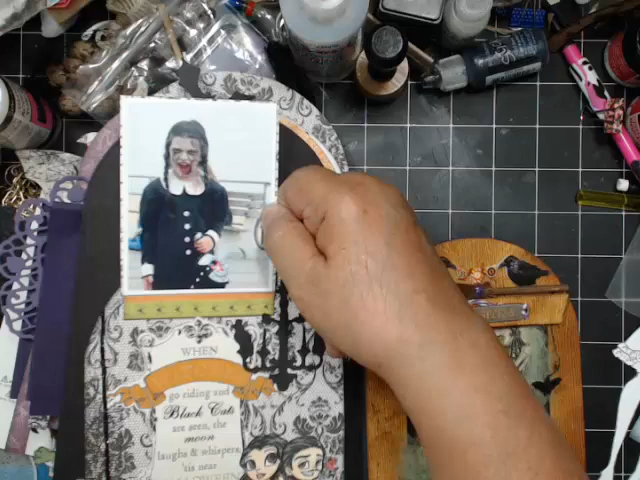 WHEN
go riding and
Black Cats
are seen, the
moon
laughs & whispers
'tis near